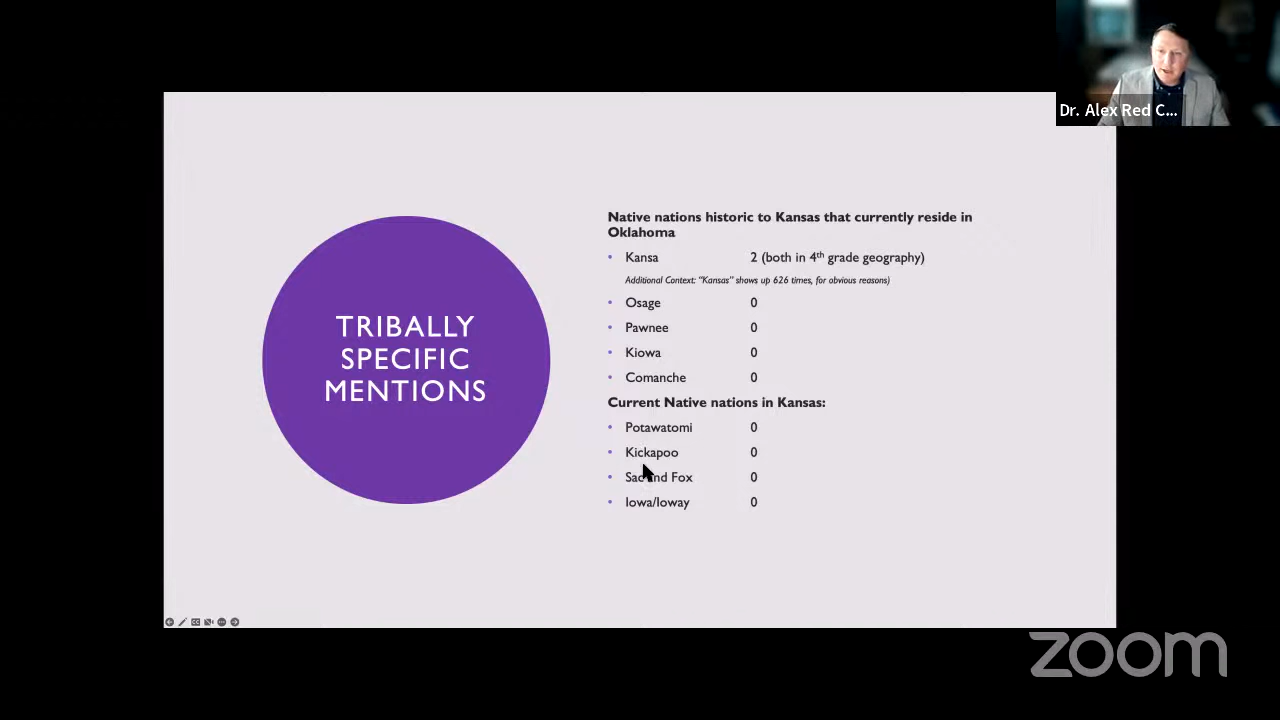 Dr. Alex Red C...
TRIBALLY
SPECIFIC
MENTIONS
Native nations historic to Kansas that currently reside in
Oklahoma
• Kansa 2 (both in 4th grade geography)
Additional Context: "Kansas" shows up 626 times, for obvious reasons)
• Osage 0
• Pawnee 0
• Kiowa 0
• Comanche 0
Current Native nations in Kansas:
• Potawatomi 0
• Kickapoo 0
• Sac and Fox 0
• Iowa/Ioway 0
zoom